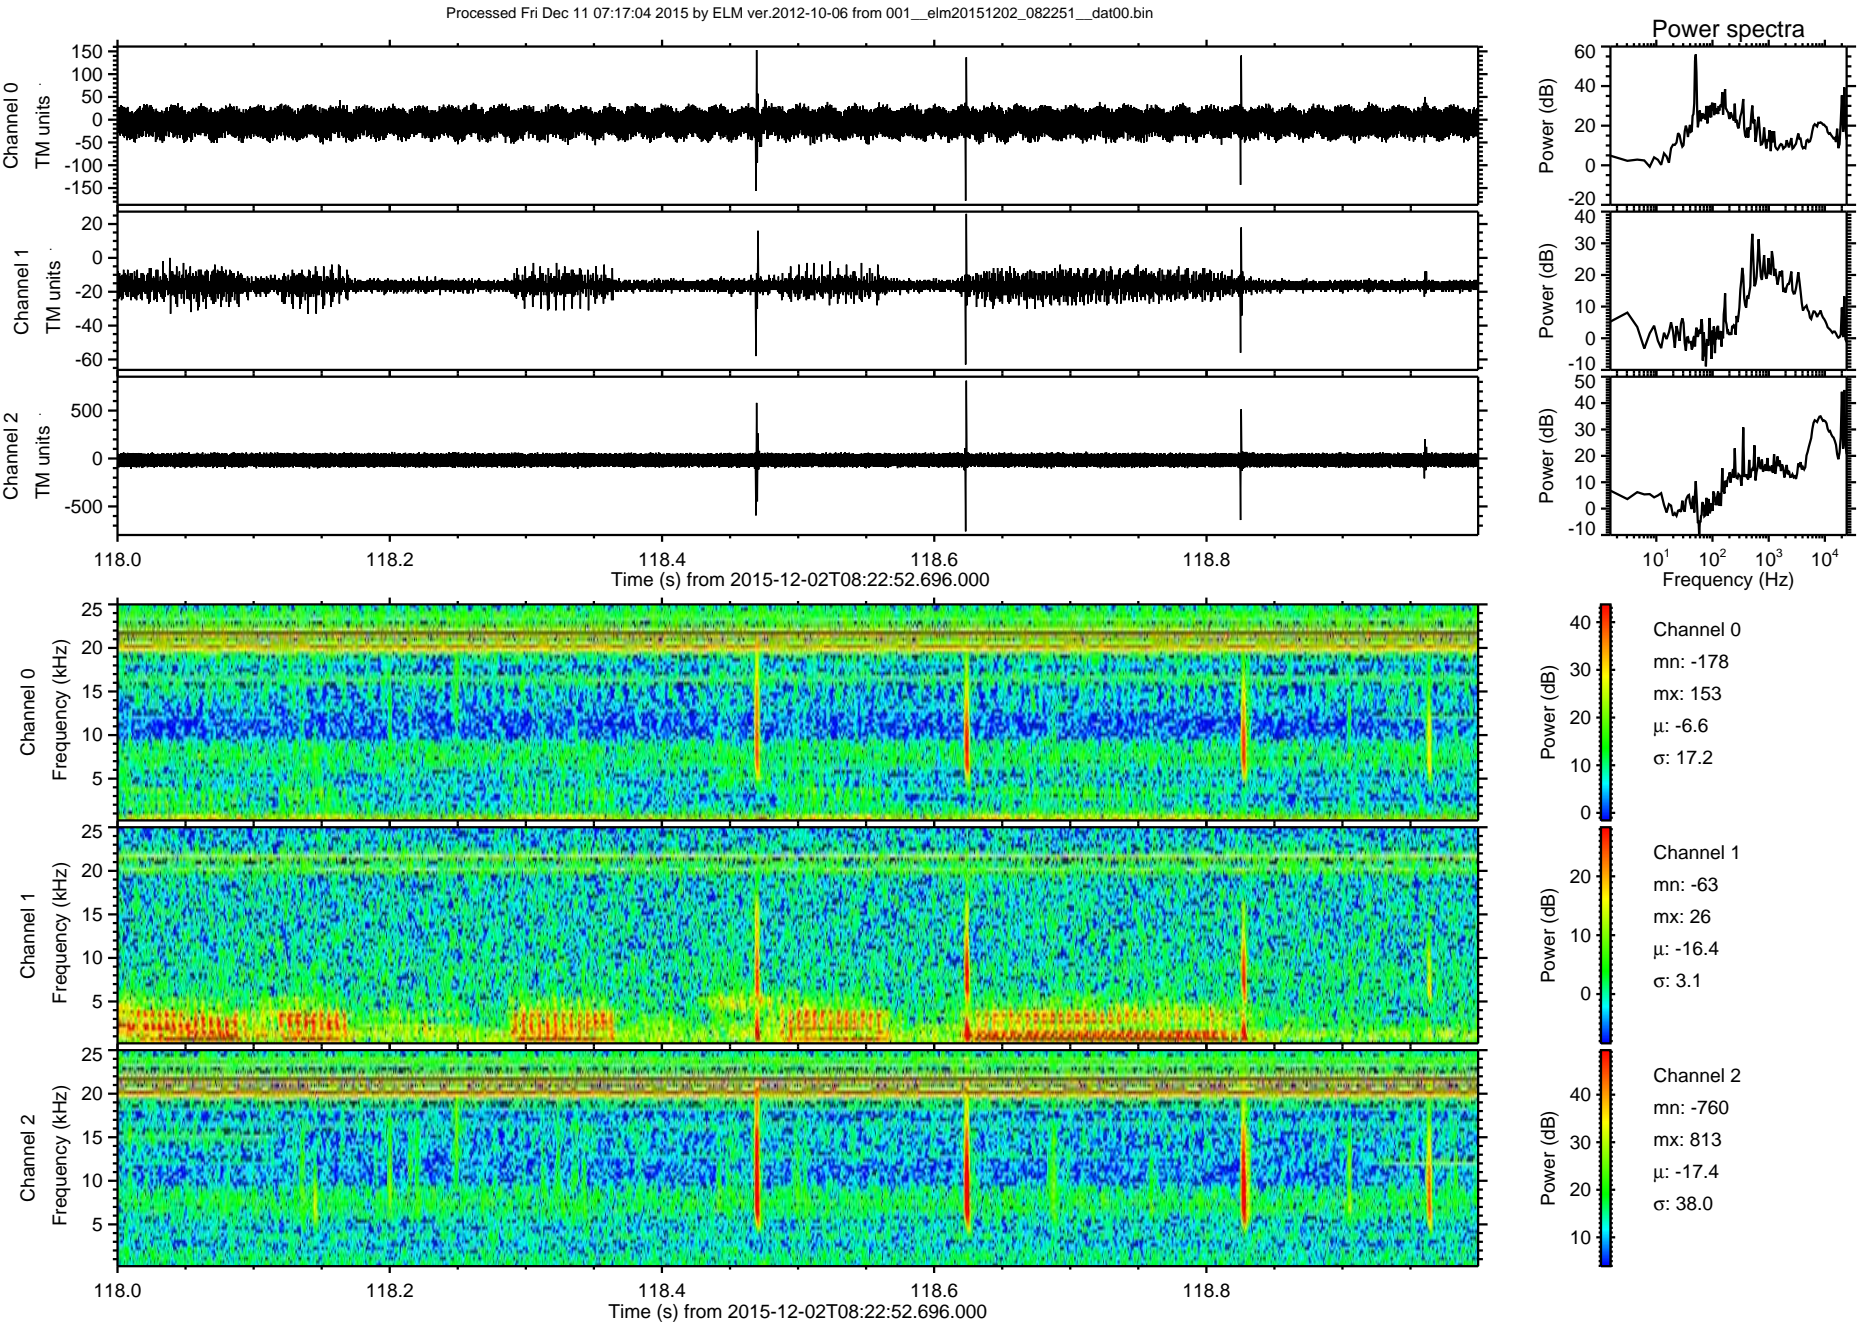 Processed Fri Dec 11 07:17:04 2015 by ELM ver.2012-10-06 from 001__elm20151202_082251__dat00.bin
Power spectra
Channel 0
TM units
150
100
50
0
-50
-100
-150
Power (dB)
60
40
20
0
-20
Channel 1
TM units
20
0
-20
-40
-60
Power (dB)
40
30
20
10
0
-10
Channel 2
TM units
500
0
-500
Power (dB)
50
40
30
20
10
0
-10
118.0 118.2 118.4 118.6 118.8
Time (s) from 2015-12-02T08:22:52.696.000
10^1 10^2 10^3 10^4
Frequency (Hz)
Channel 0
Frequency (kHz)
25
20
15
10
5
Power (dB)
40
30
20
10
0
Channel 0
mn: -178
mx: 153
μ: -6.6
σ: 17.2
Channel 1
Frequency (kHz)
25
20
15
10
5
Power (dB)
20
10
0
Channel 1
mn: -63
mx: 26
μ: -16.4
σ: 3.1
Channel 2
Frequency (kHz)
25
20
15
10
5
Power (dB)
40
30
20
10
Channel 2
mn: -760
mx: 813
μ: -17.4
σ: 38.0
118.0 118.2 118.4 118.6 118.8
Time (s) from 2015-12-02T08:22:52.696.000